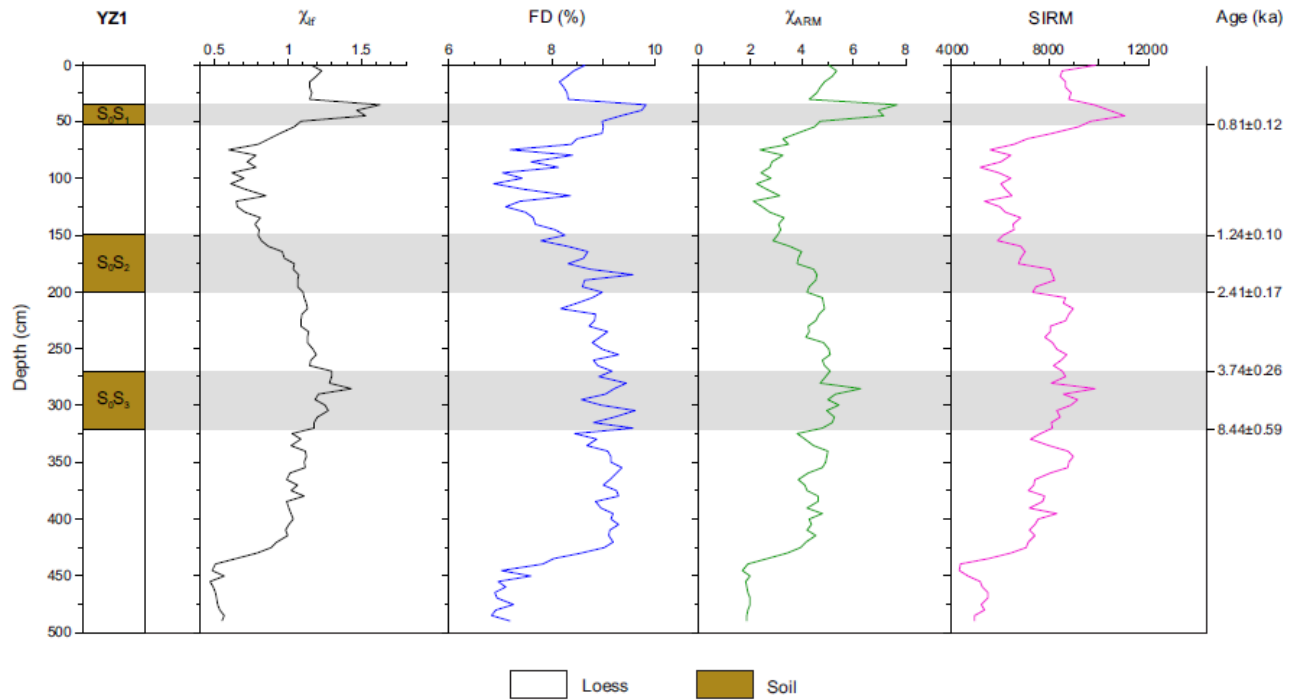 YZ1 χlf FD (%) χARM SIRM Age (ka)
0.5 1 1.5 6 8 10 0 2 4 6 8 4000 8000 12000
0
S0S1
50 0.81±0.12
100
150 1.24±0.10
S0S2
200 2.41±0.17
Depth (cm)
250
3.74±0.26
S0S3
300
8.44±0.59
350
400
450
500
Loess Soil